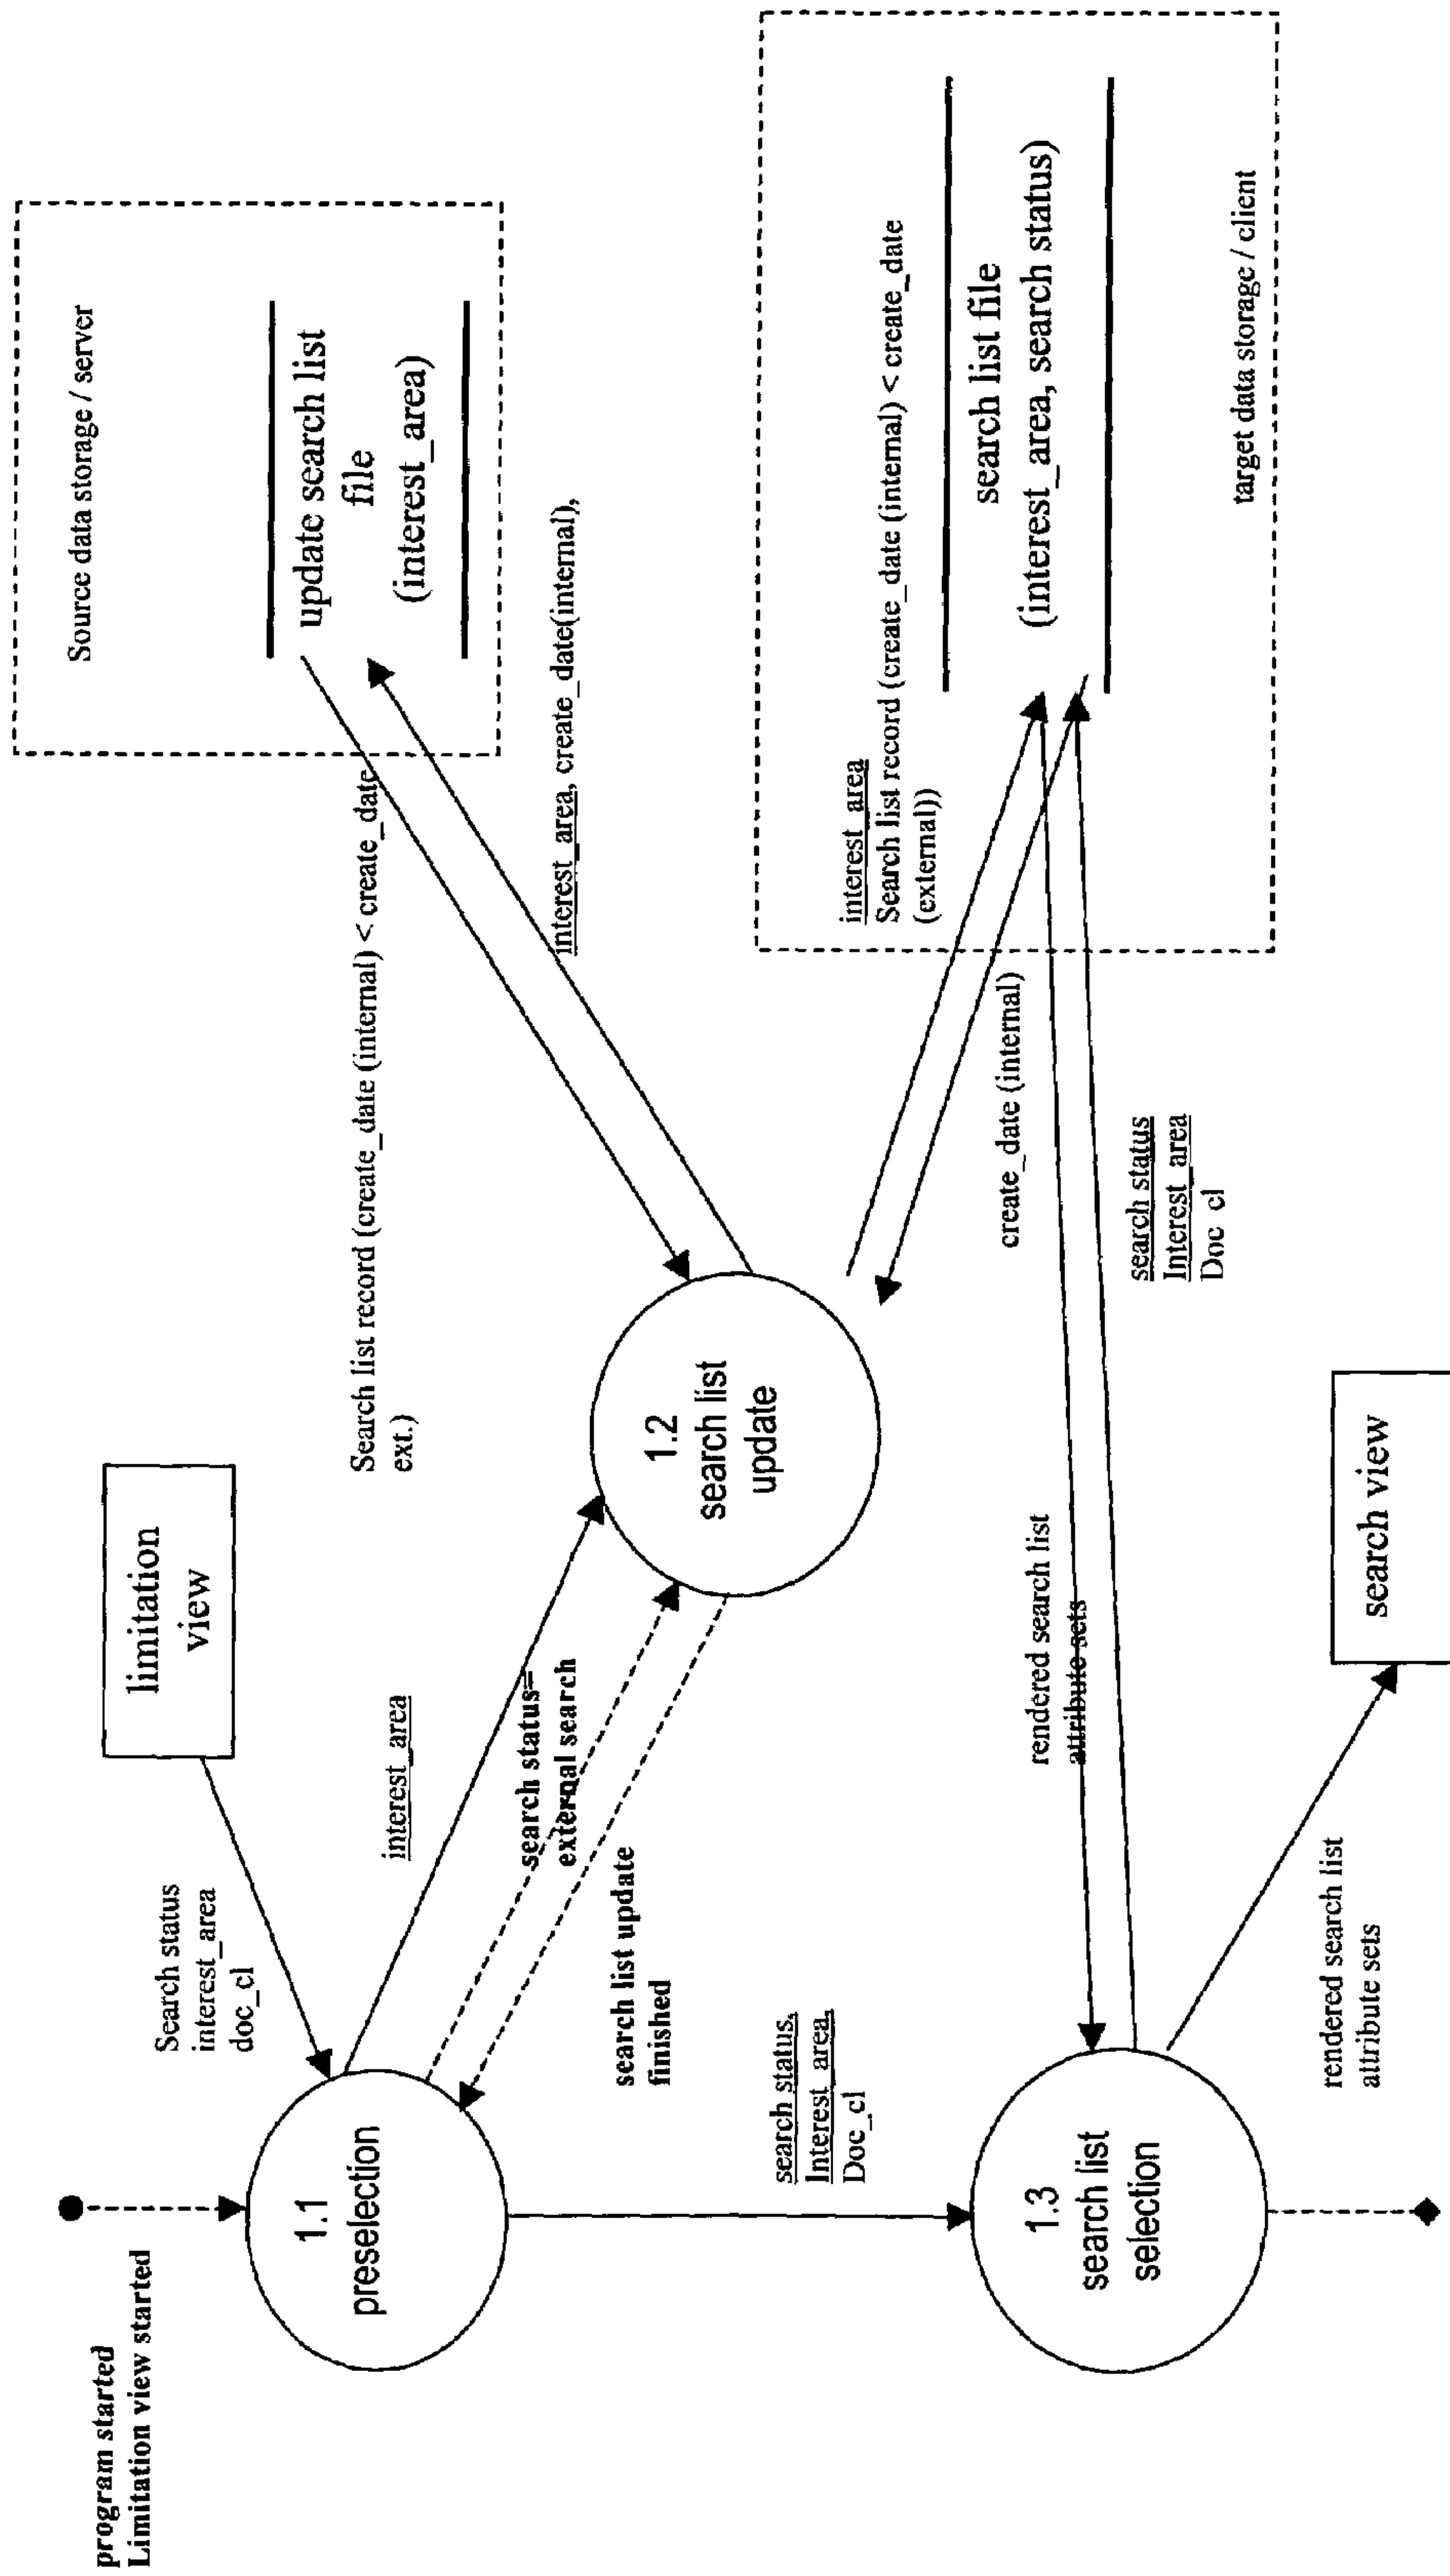 program started
Limitation view started
limitation
view
Search status
interest_area
doc_cl
1.1
preselection
interest_area
search status=
external search
search list update
finished
1.2
search list
update
Search list record (create_date (internal) < create_date
ext.)
interest_area, create_date(internal),
Source data storage / server
update search list
file
(interest_area)
interest_area
Search list record (create_date (internal) < create_date
(external))
search list file
(interest_area, search status)
target data storage / client
create_date (internal)
search status
Interest_area
Doc cl
rendered search list
attribute sets
search status,
Interest_area,
Doc_cl
1.3
search list
selection
rendered search list
attribute sets
search view